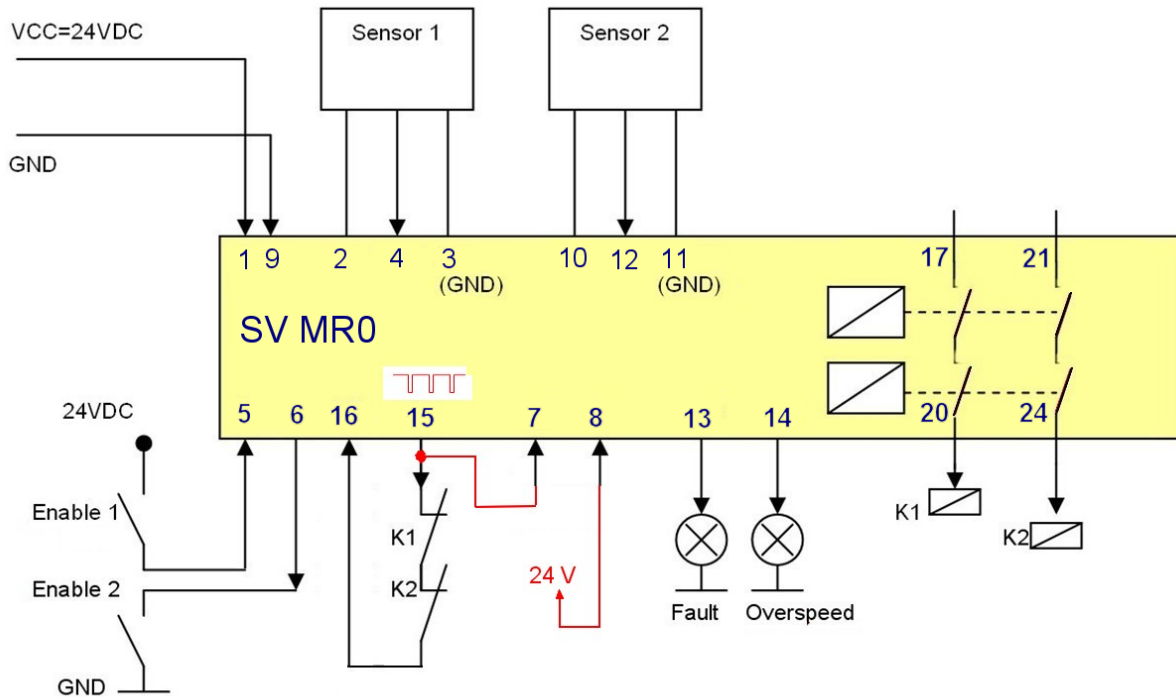 VCC=24VDC
Sensor 1
Sensor 2
GND
1 9 2 4 3 10 12 11 17 21
(GND) (GND)
SV MR0
24VDC
5 6 16 15 7 8 13 14 20 24
Enable 1
K1
K1
K2
Enable 2
K2
24 V
Fault
Overspeed
GND